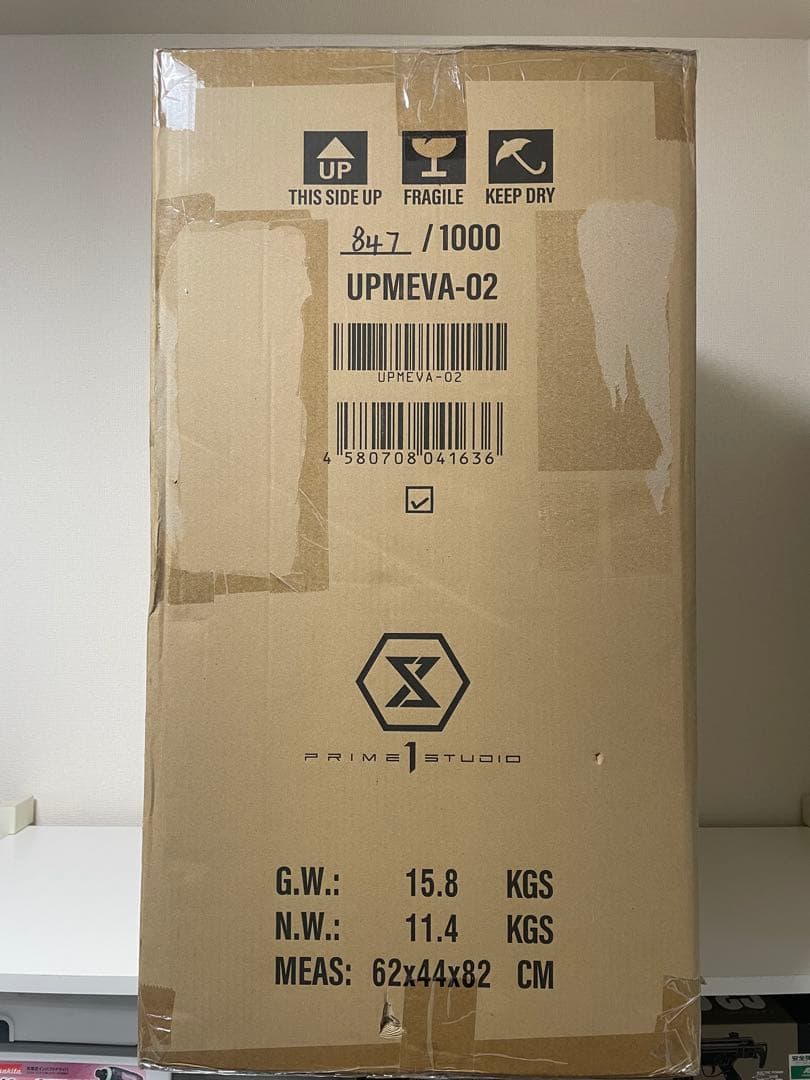 UP
THIS SIDE UP FRAGILE KEEP DRY
847 /1000
UPMEVA-02
UPMEVA-02
4 580708 041636
PRIME 1 STUDIO
G.W.: 15.8 KGS
N.W.: 11.4 KGS
MEAS: 62x44x82 CM
makita